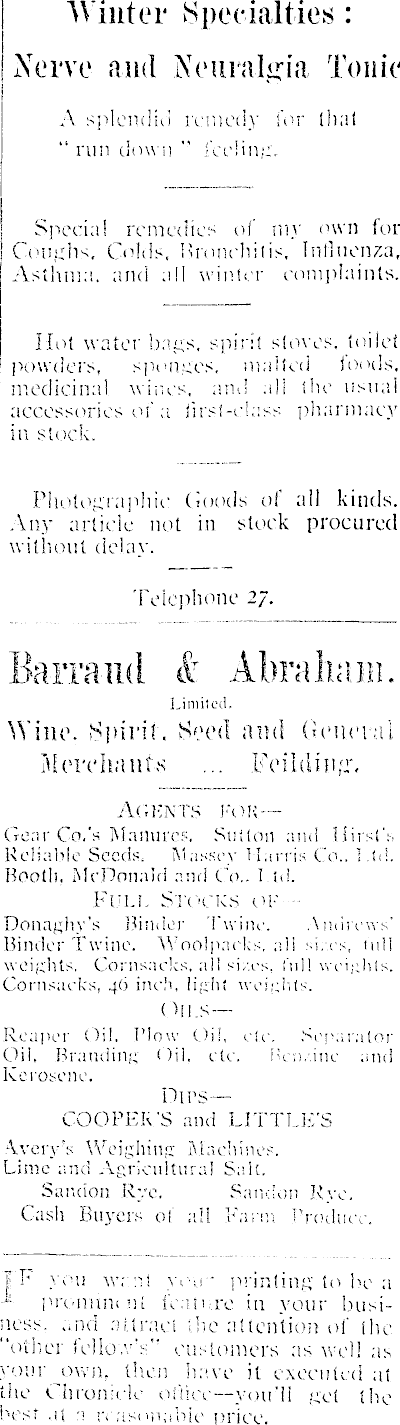 Winter Specialties:
Nerve and Neuralgia Tonic
A splendid remedy for that
"run down" feeling.
Special remedies of my own for
Coughs, Colds, Bronchitis, Influenza,
Asthma, and all winter complaints.
Hot water bags, spirit stoves, toilet
powders, sponges, malted foods,
medicinal wines, and all the usual
accessories of a first-class pharmacy
in stock.
Photographic Goods of all kinds.
Any article not in stock procured
without delay.
Telephone 27.
Barraud & Abraham.
Limited.
Wine, Spirit, Seed and General
Merchants ... Feilding.
AGENTS FOR—
Gear Co.'s Manures. Sutton and Hirst's
Reliable Seeds. Massey Harris Co., Ltd.
Booth, McDonald and Co., Ltd.
FULL STOCKS OF—
Donaghy's Binder Twine. Andrews'
Binder Twine. Woolpacks, all sizes, full
weights. Cornsacks, all sizes, full weights.
Cornsacks, 46 inch, light weights.
OILS—
Reaper Oil, Plow Oil, etc. Separator
Oil, Branding Oil, etc. Benzine and
Kerosene.
DIPS—
COOPER'S and LITTLE'S
Avery's Weighing Machines.
Lime and Agricultural Salt.
Sandon Rye. Sandon Rye.
Cash Buyers of all Farm Produce.
IF you want your printing to be a
prominent feature in your busi-
ness, and attract the attention of the
"other fellow's" customers as well as
your own, then have it executed at
the Chronicle office--you'll get the
best at a reasonable price.